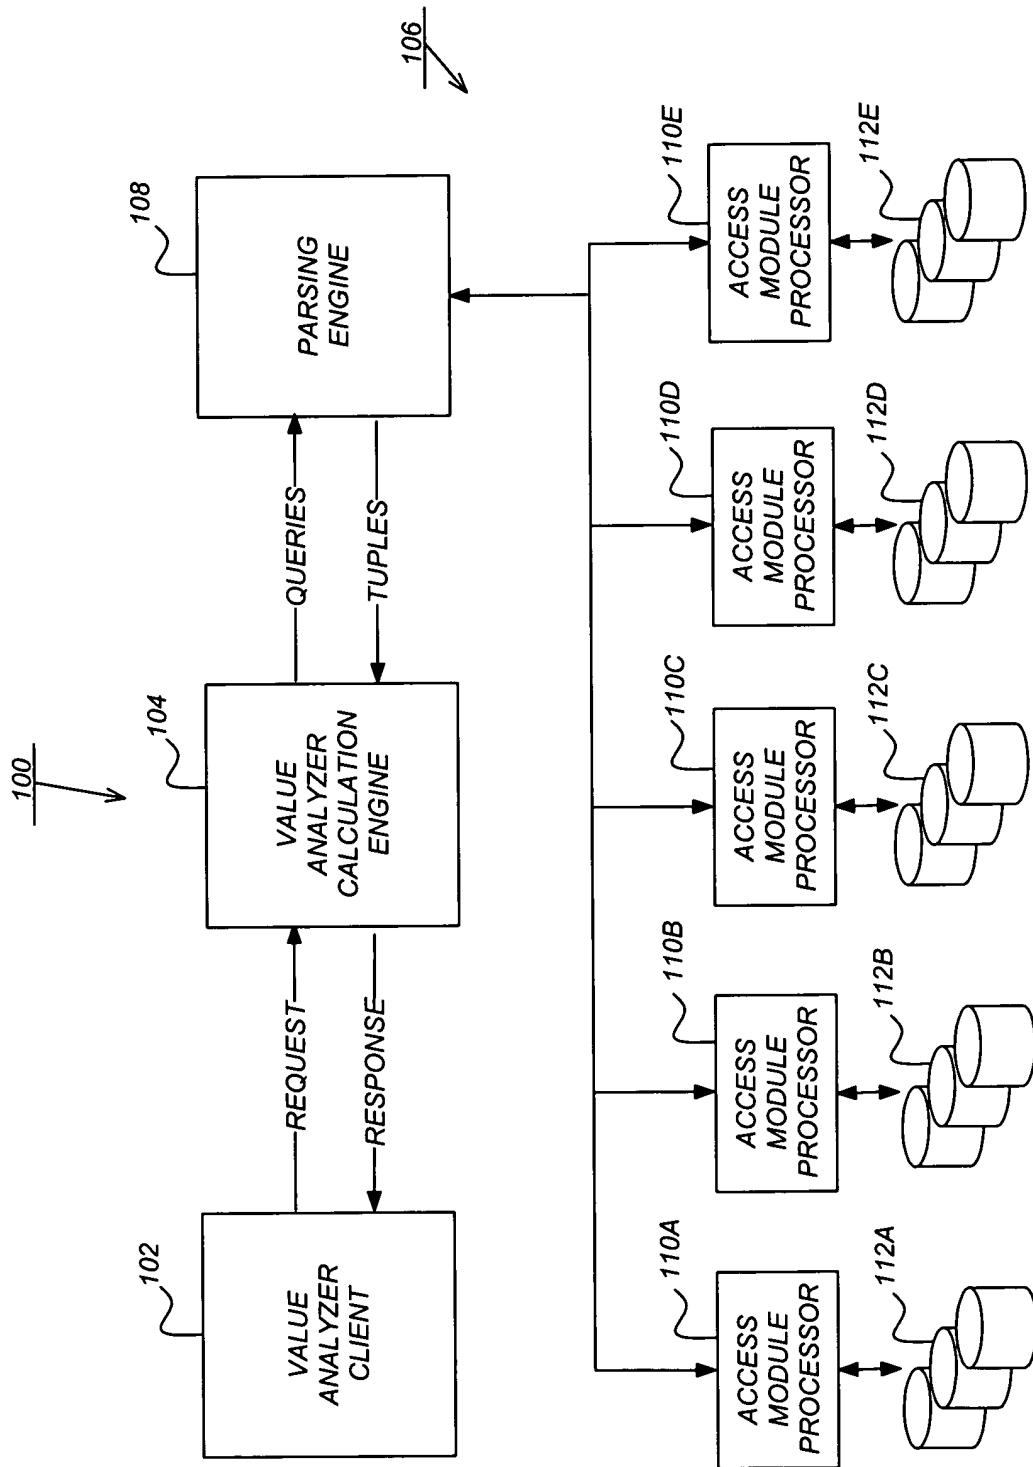 100
106
102
VALUE
ANALYZER
CLIENT
REQUEST
RESPONSE
104
VALUE
ANALYZER
CALCULATION
ENGINE
QUERIES
TUPLES
108
PARSING
ENGINE
110A
ACCESS
MODULE
PROCESSOR
112A
110B
ACCESS
MODULE
PROCESSOR
112B
110C
ACCESS
MODULE
PROCESSOR
112C
110D
ACCESS
MODULE
PROCESSOR
112D
110E
ACCESS
MODULE
PROCESSOR
112E